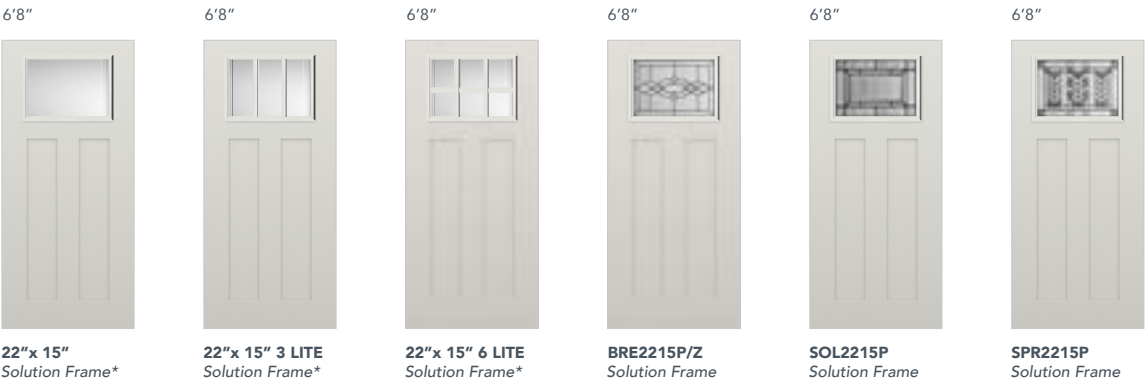 6'8” 6'8” 6'8” 6'8” 6'8” 6'8”
22”x 15” 22”x 15” 3 LITE 22”x 15” 6 LITE BRE2215P/Z SOL2215P SPR2215P
Solution Frame* Solution Frame* Solution Frame* Solution Frame Solution Frame Solution Frame